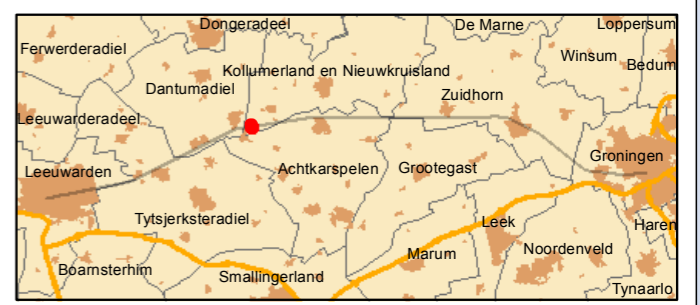 Dongeradeel
De Marne
Loppersum
Ferwerderadiel
Winsum
Bedum
Kollumerland en Nieuwkruisland
Dantumadiel
Zuidhorn
Leeuwarderadeel
Groningen
Leeuwarden
Achtkarspelen
Grootegast
Tytsjerksteradiel
Leek
Haren
Marum
Noordenveld
Boarnsterhim
Smallingerland
Tynaarlo